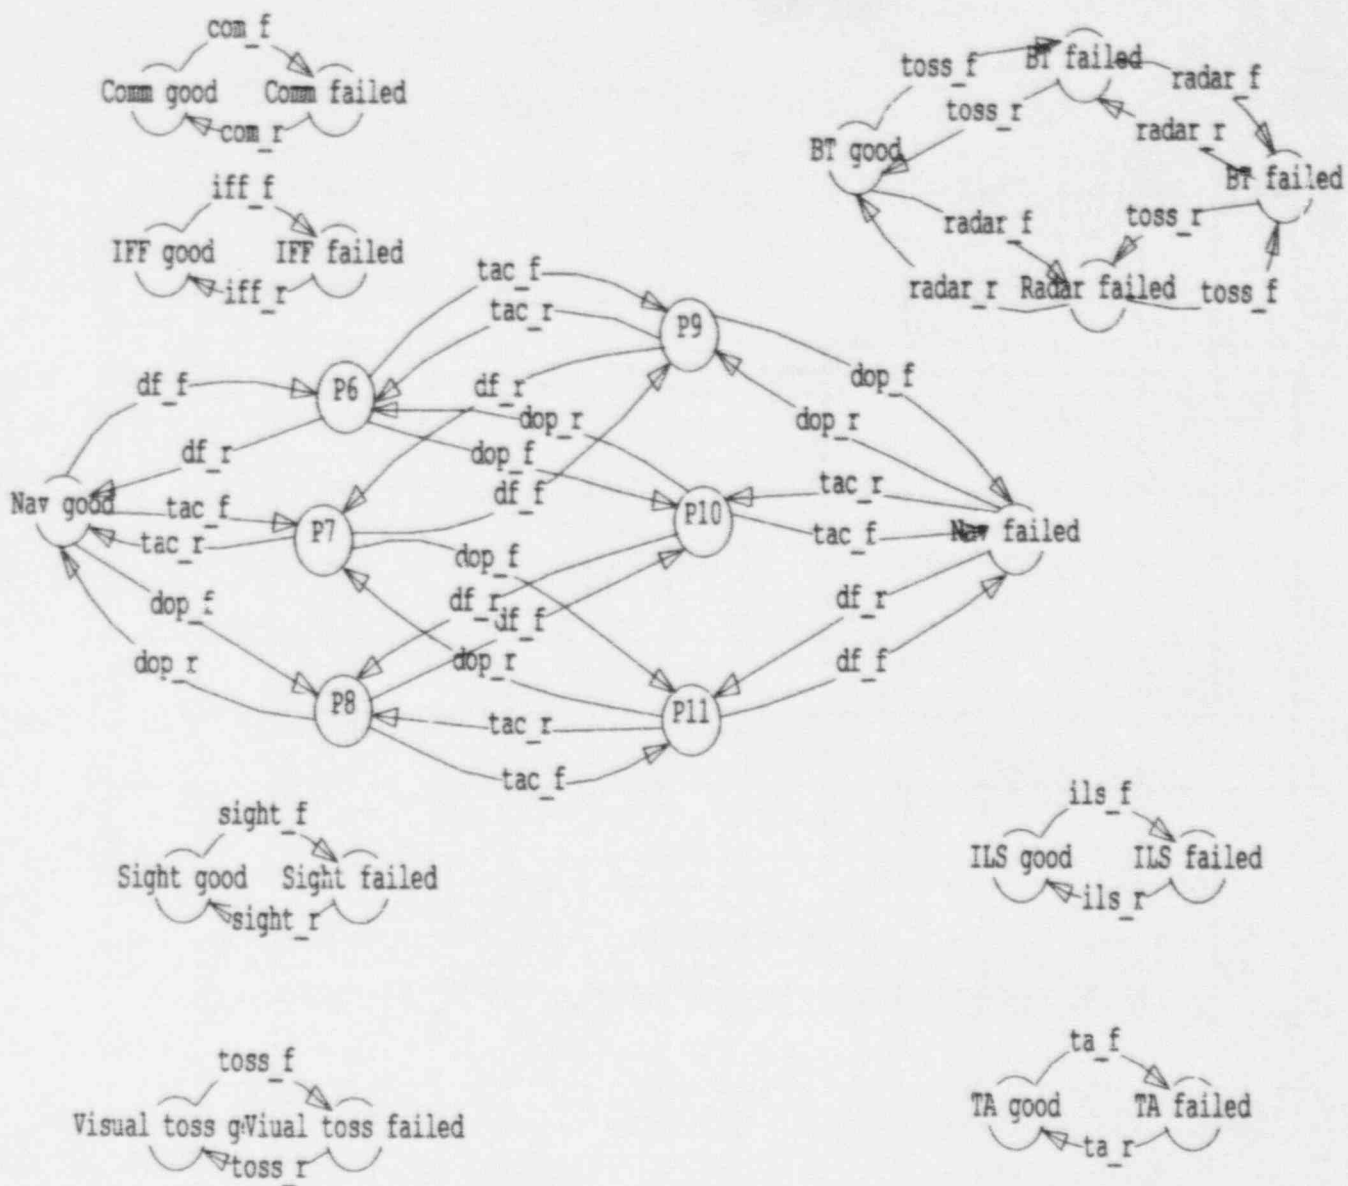 com_f
Comm good Comm failed
com_r
iff_f
IFF good IFF failed
iff_r
toss_f BT failed radar_f
toss_r radar_r
BT good BT failed
radar_f toss_r
radar_r Radar failed toss_f
tac_f
tac_r P9
df_f P6 df_r dop_f
dop_r dop_r
df_r dop_f
Nav good tac_f df_f tac_r
tac_r P7 P10 tac_f Nav failed
dop_f
dop_f df_r df_r
df_f
dop_r dop_r df_f
P8 tac_r P11
tac_f
sight_f
Sight good Sight failed
sight_r
ils_f
ILS good ILS failed
ils_r
toss_f
Visual toss g Viual toss failed
toss_r
ta_f
TA good TA failed
ta_r